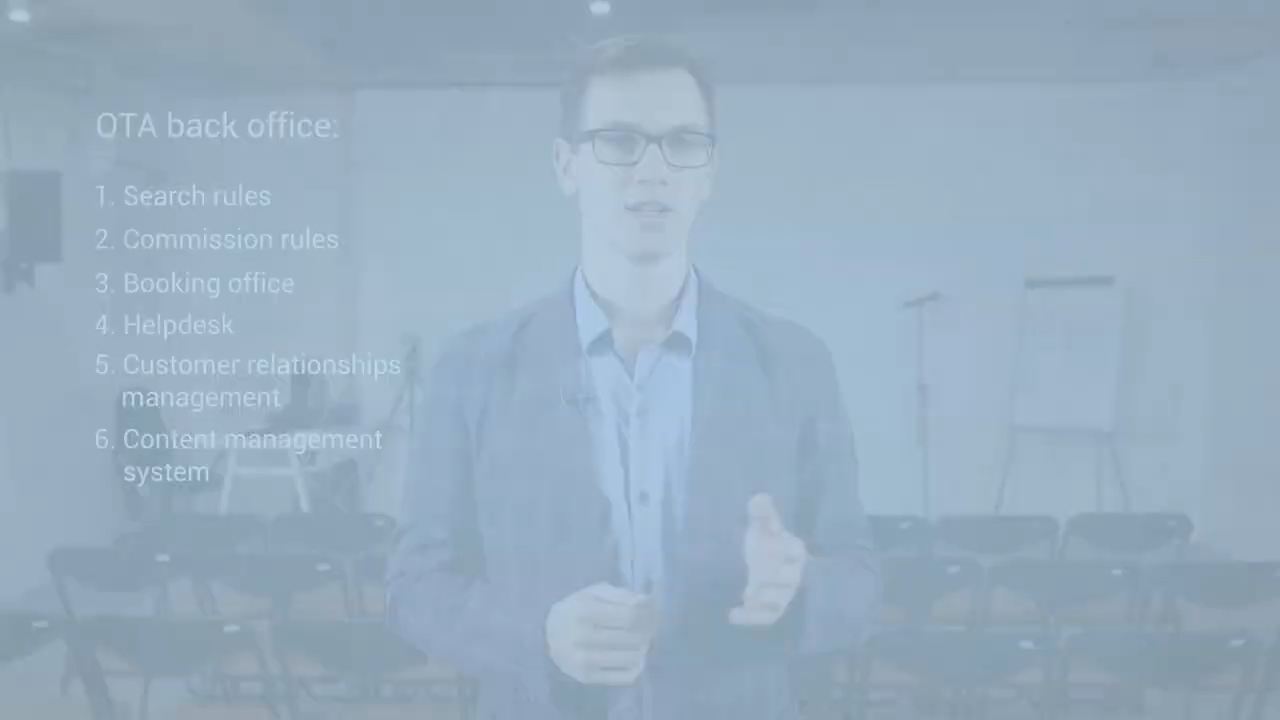 OTA back office:
1. Search rules
2. Commission rules
3. Booking office
4. Helpdesk
5. Customer relationships
management
6. Content management
system